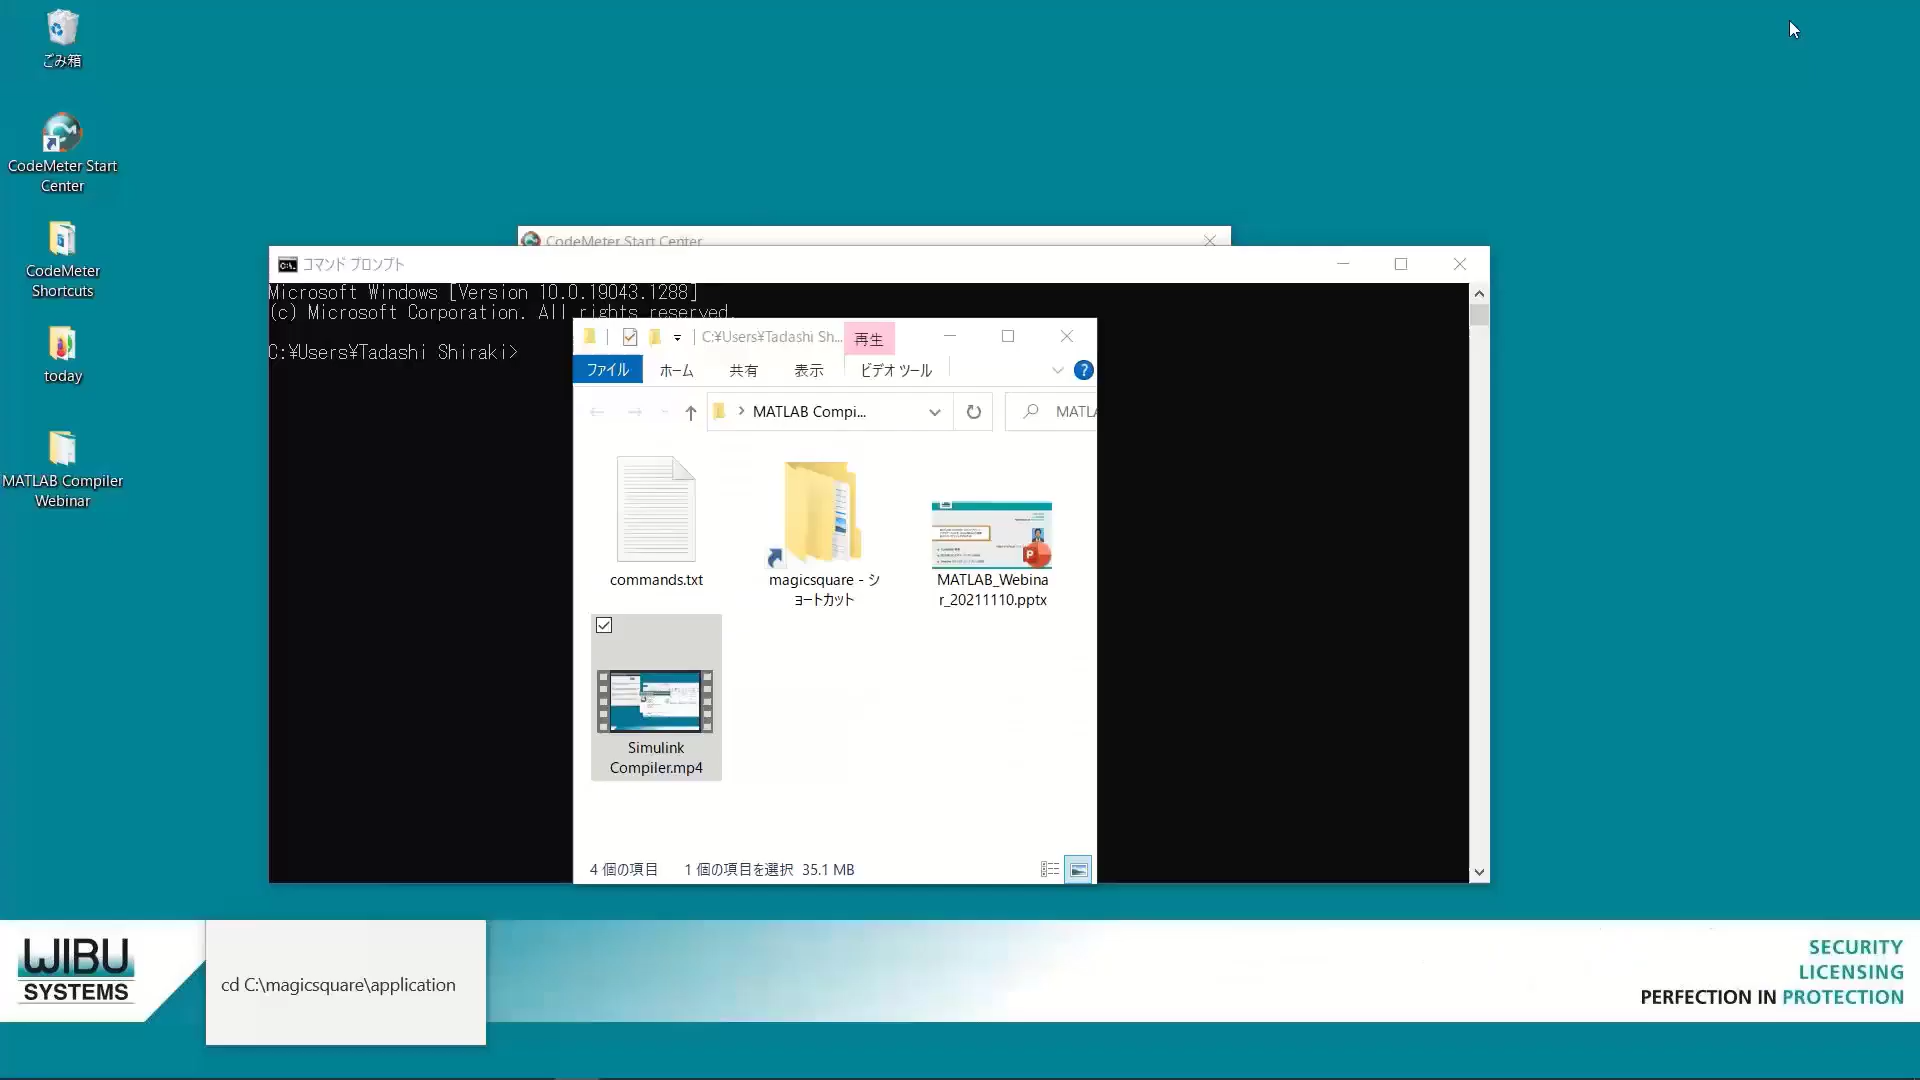 ごみ箱
CodeMeter Start
Center
CodeMeter
Shortcuts
today
MATLAB Compiler
Webinar
CodeMeter Start Center
コマンド プロンプト
Microsoft Windows [Version 10.0.19043.1288]
(c) Microsoft Corporation. All rights reserved.
C:¥Users¥Tadashi Shiraki>
C:¥Users¥Tadashi Sh...
再生
ファイル
ホーム
共有
表示
ビデオ ツール
MATLAB Compi...
MATLA
commands.txt
magicsquare - シ
ョートカット
MATLAB_Webina
r_20211110.pptx
Simulink
Compiler.mp4
4 個の項目
1 個の項目を選択 35.1 MB
WIBU
SYSTEMS
cd C:\magicsquare\application
SECURITY
LICENSING
PERFECTION IN PROTECTION